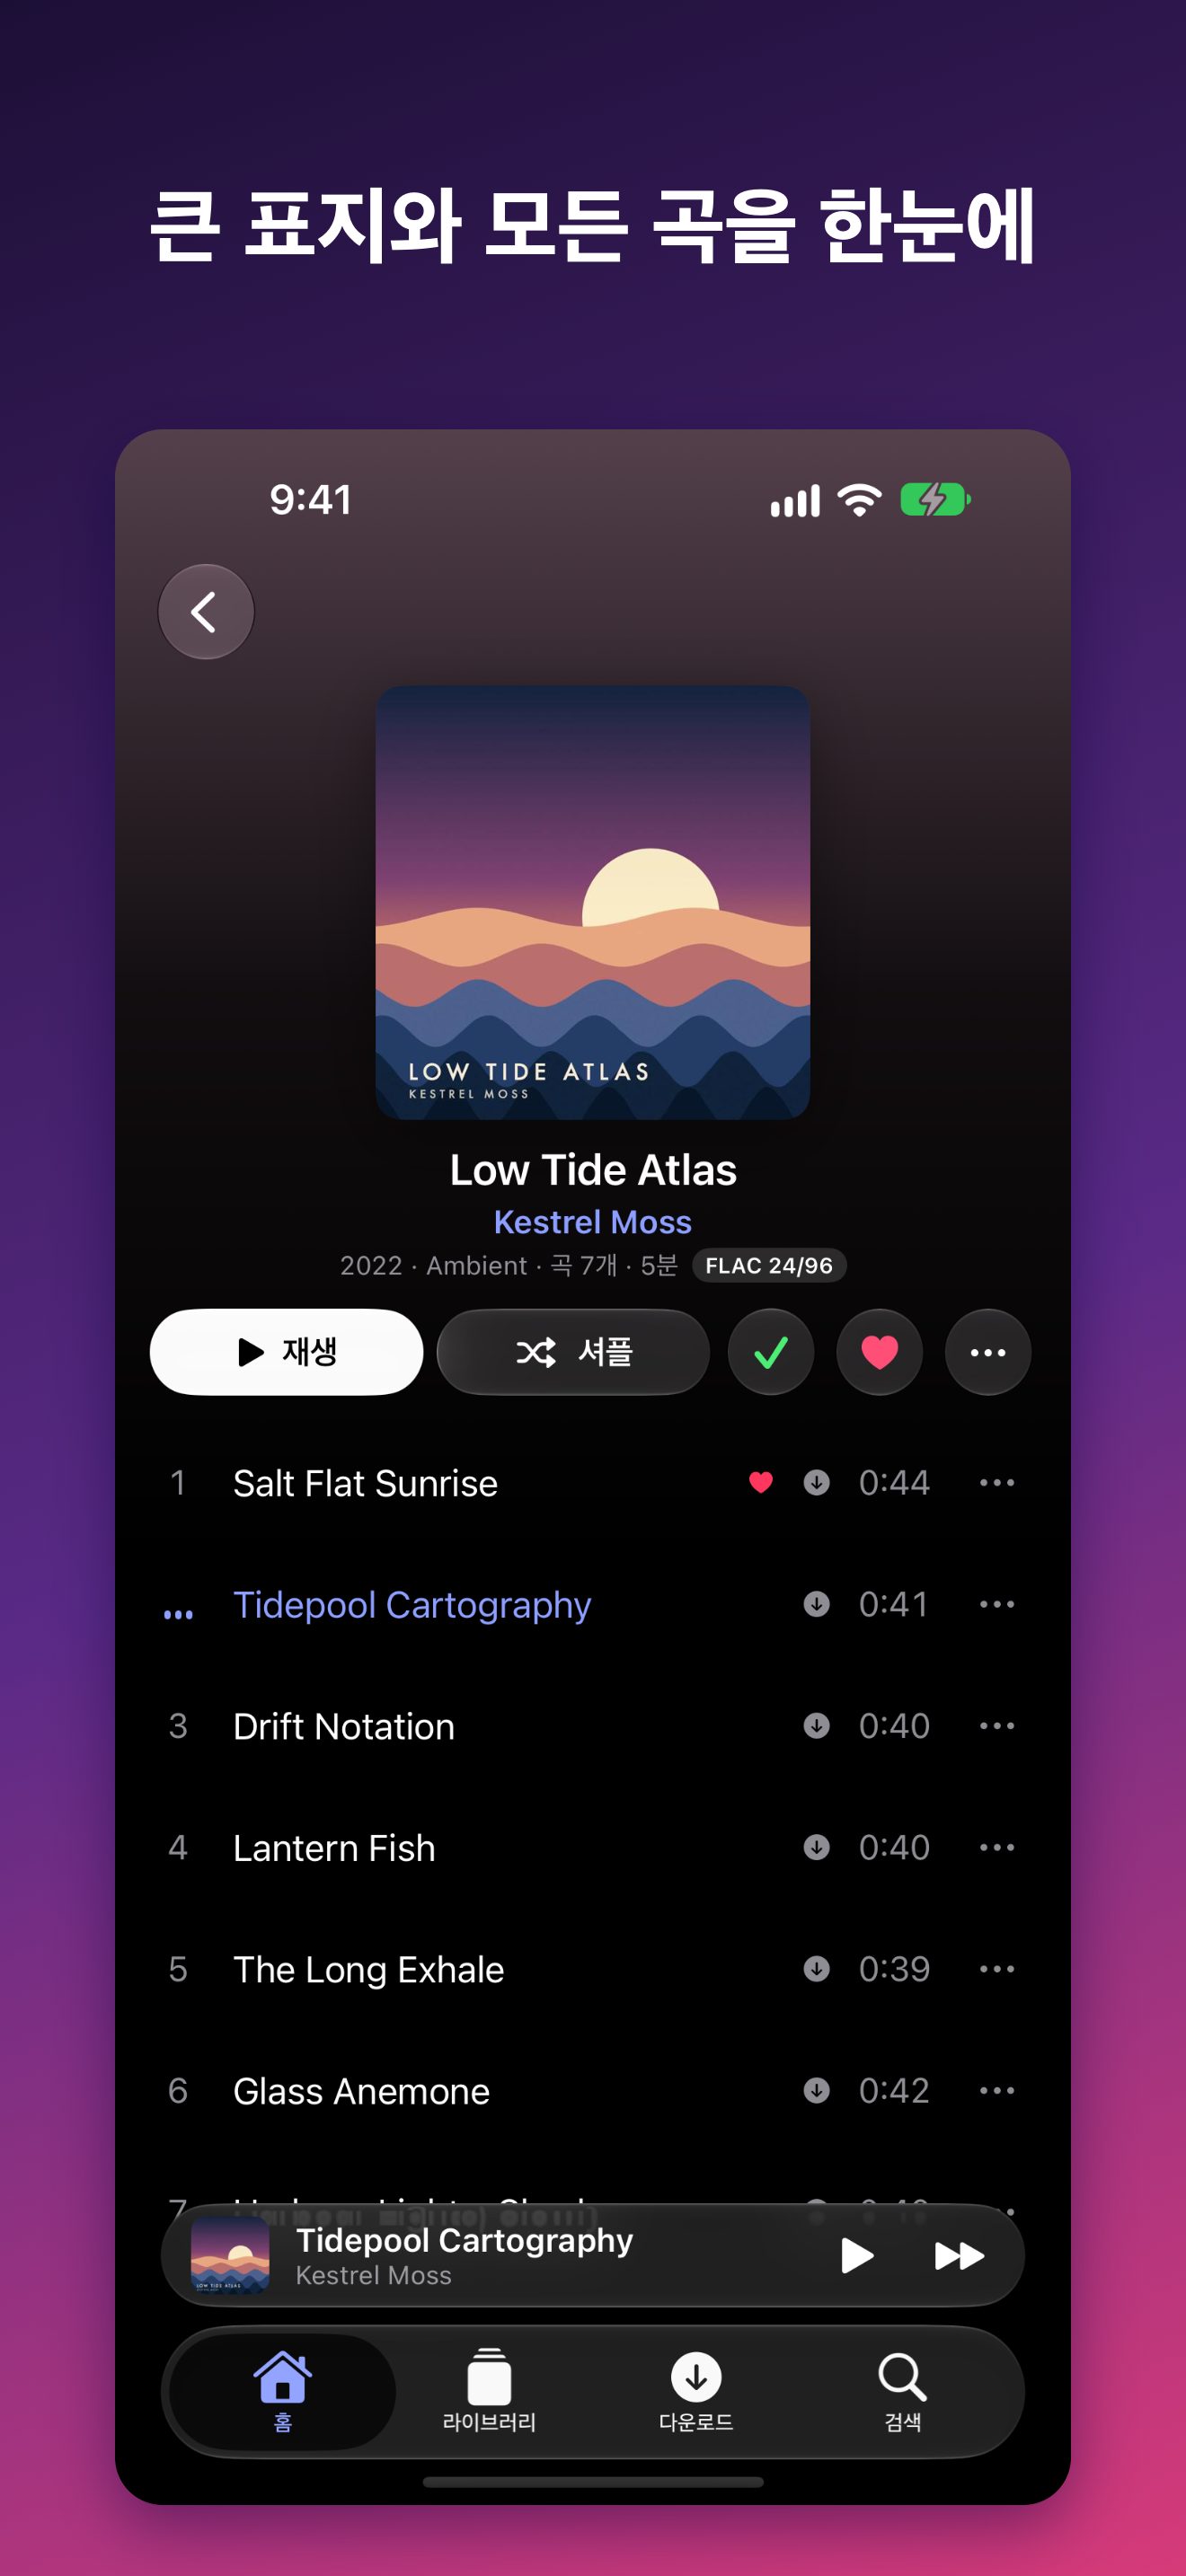 큰 표지와 모든 곡을 한눈에
9:41
LOW TIDE ATLAS
KESTREL MOSS
Low Tide Atlas
Kestrel Moss
2022 · Ambient · 곡 7개 · 5분 FLAC 24/96
재생 셔플
1 Salt Flat Sunrise 0:44
Tidepool Cartography 0:41
3 Drift Notation 0:40
4 Lantern Fish 0:40
5 The Long Exhale 0:39
6 Glass Anemone 0:42
7
Tidepool Cartography
Kestrel Moss
홈 라이브러리 다운로드 검색